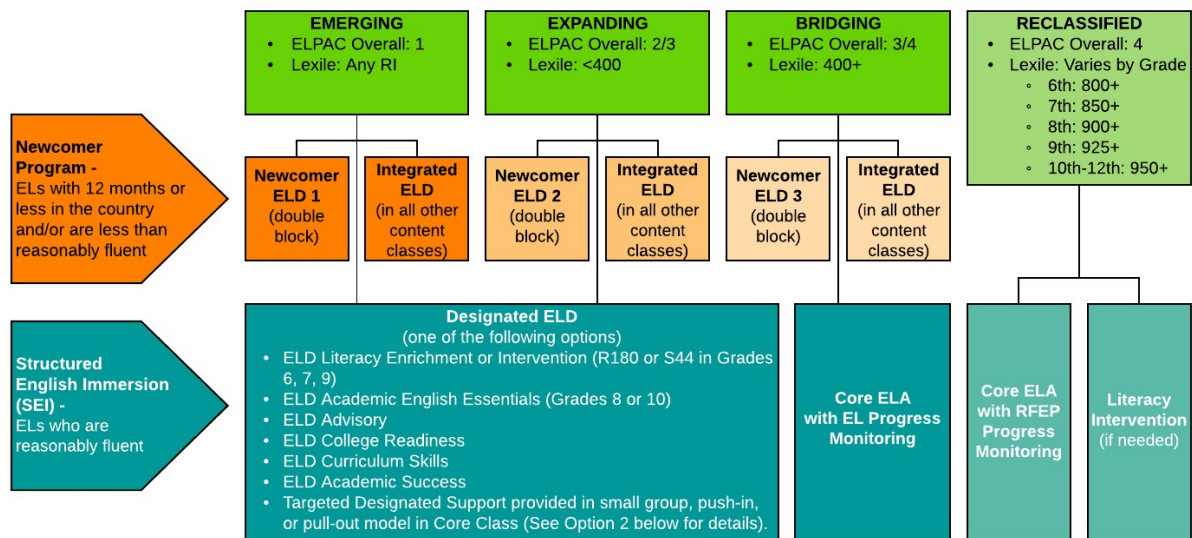 EMERGING
• ELPAC Overall: 1
• Lexile: Any RI
EXPANDING
• ELPAC Overall: 2/3
• Lexile: <400
BRIDGING
• ELPAC Overall: 3/4
• Lexile: 400+
RECLASSIFIED
• ELPAC Overall: 4
• Lexile: Varies by Grade
◦ 6th: 800+
◦ 7th: 850+
◦ 8th: 900+
◦ 9th: 925+
◦ 10th-12th: 950+
Newcomer
Program -
ELs with 12 months or
less in the country
and/or are less than
reasonably fluent
Newcomer
ELD 1
(double
block)
Integrated
ELD
(in all other
content
classes)
Newcomer
ELD 2
(double
block)
Integrated
ELD
(in all other
content
classes)
Newcomer
ELD 3
(double
block)
Integrated
ELD
(in all other
content
classes)
Structured
English Immersion
(SEI) -
ELs who are
reasonably fluent
Designated ELD
(one of the following options)
• ELD Literacy Enrichment or Intervention (R180 or S44 in Grades
6, 7, 9)
• ELD Academic English Essentials (Grades 8 or 10)
• ELD Advisory
• ELD College Readiness
• ELD Curriculum Skills
• ELD Academic Success
• Targeted Designated Support provided in small group, push-in,
or pull-out model in Core Class (See Option 2 below for details).
Core ELA
with EL Progress
Monitoring
Core ELA
with RFEP
Progress
Monitoring
Literacy
Intervention
(if needed)